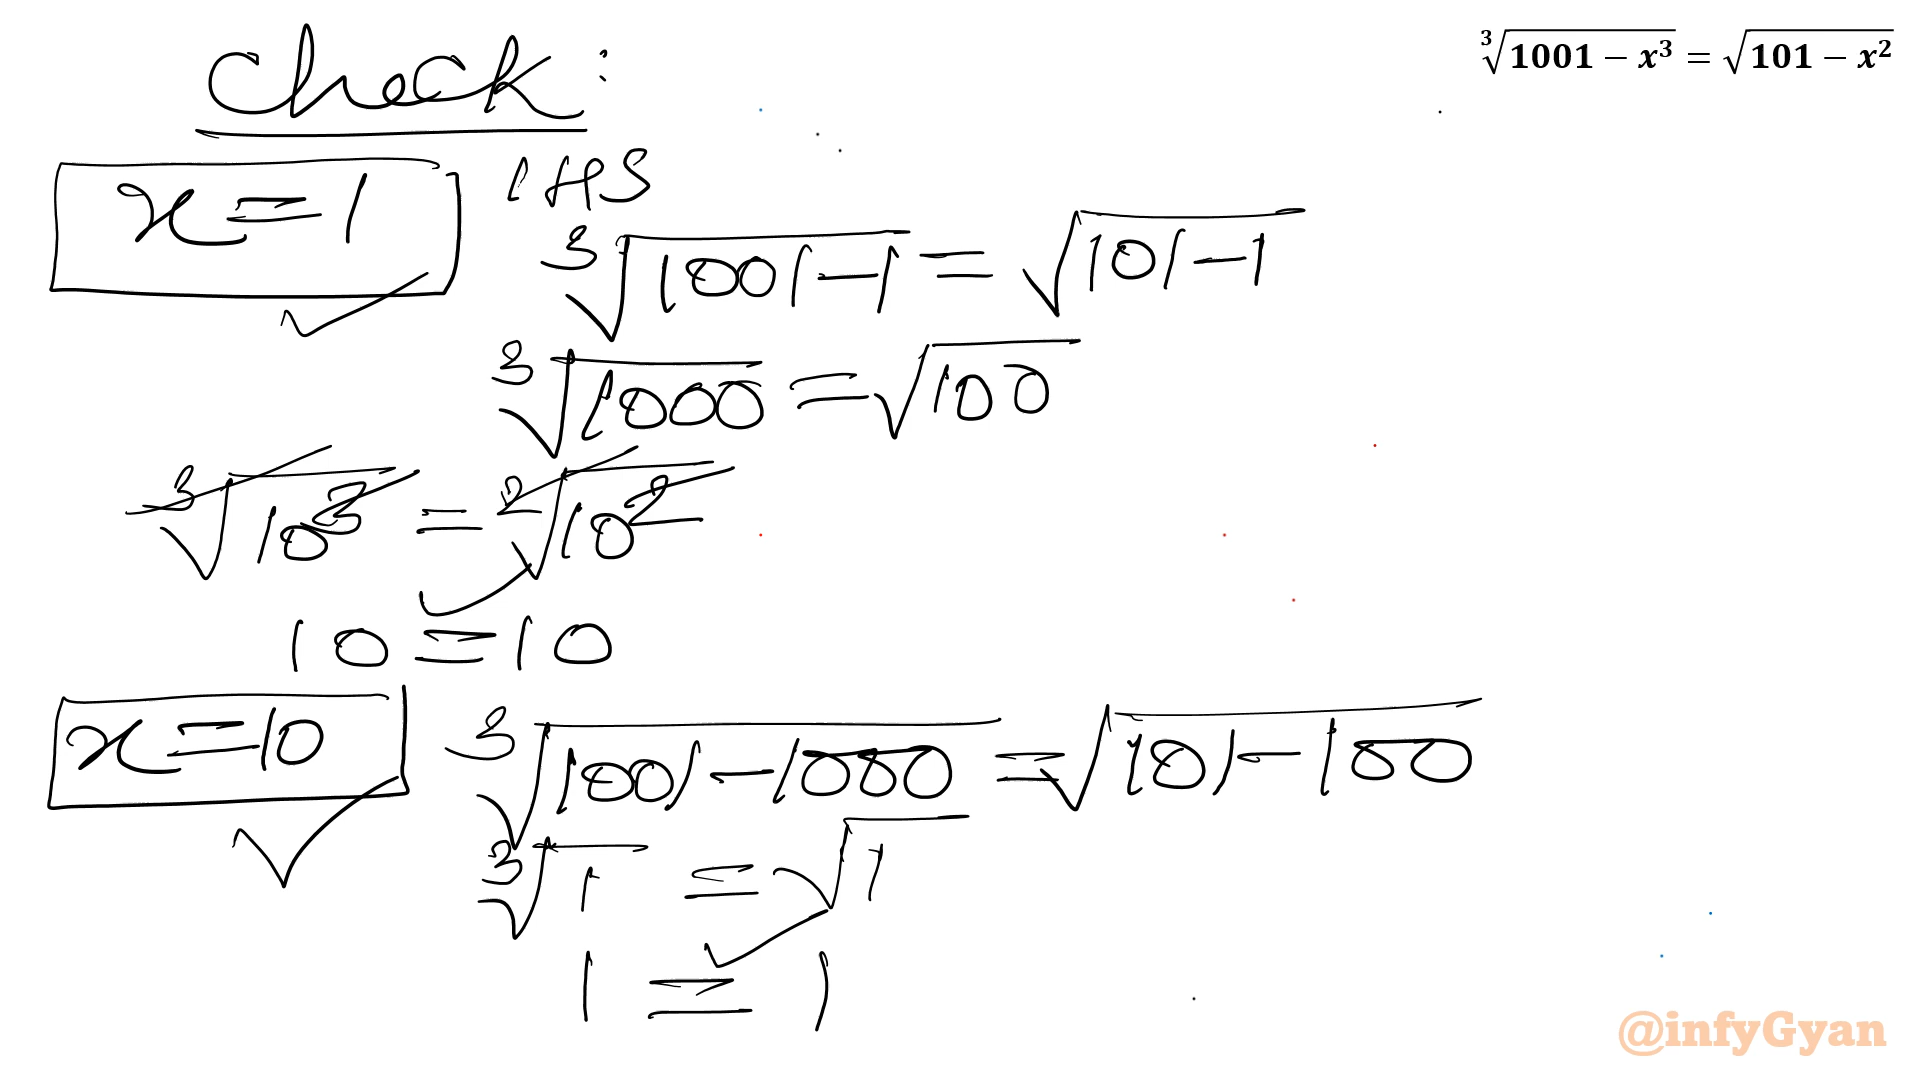 check:
∛(1001 − x³) = √(101 − x²)
x = 1
LHS
∛(1001 − 1) = √(101 − 1)
∛1000 = √100
∛10³ = ²√10²
10 = 10
x = 10 ∛(1001 − 1000) = √(101 − 100)
∛1 = √1
1 = 1
@infyGyan